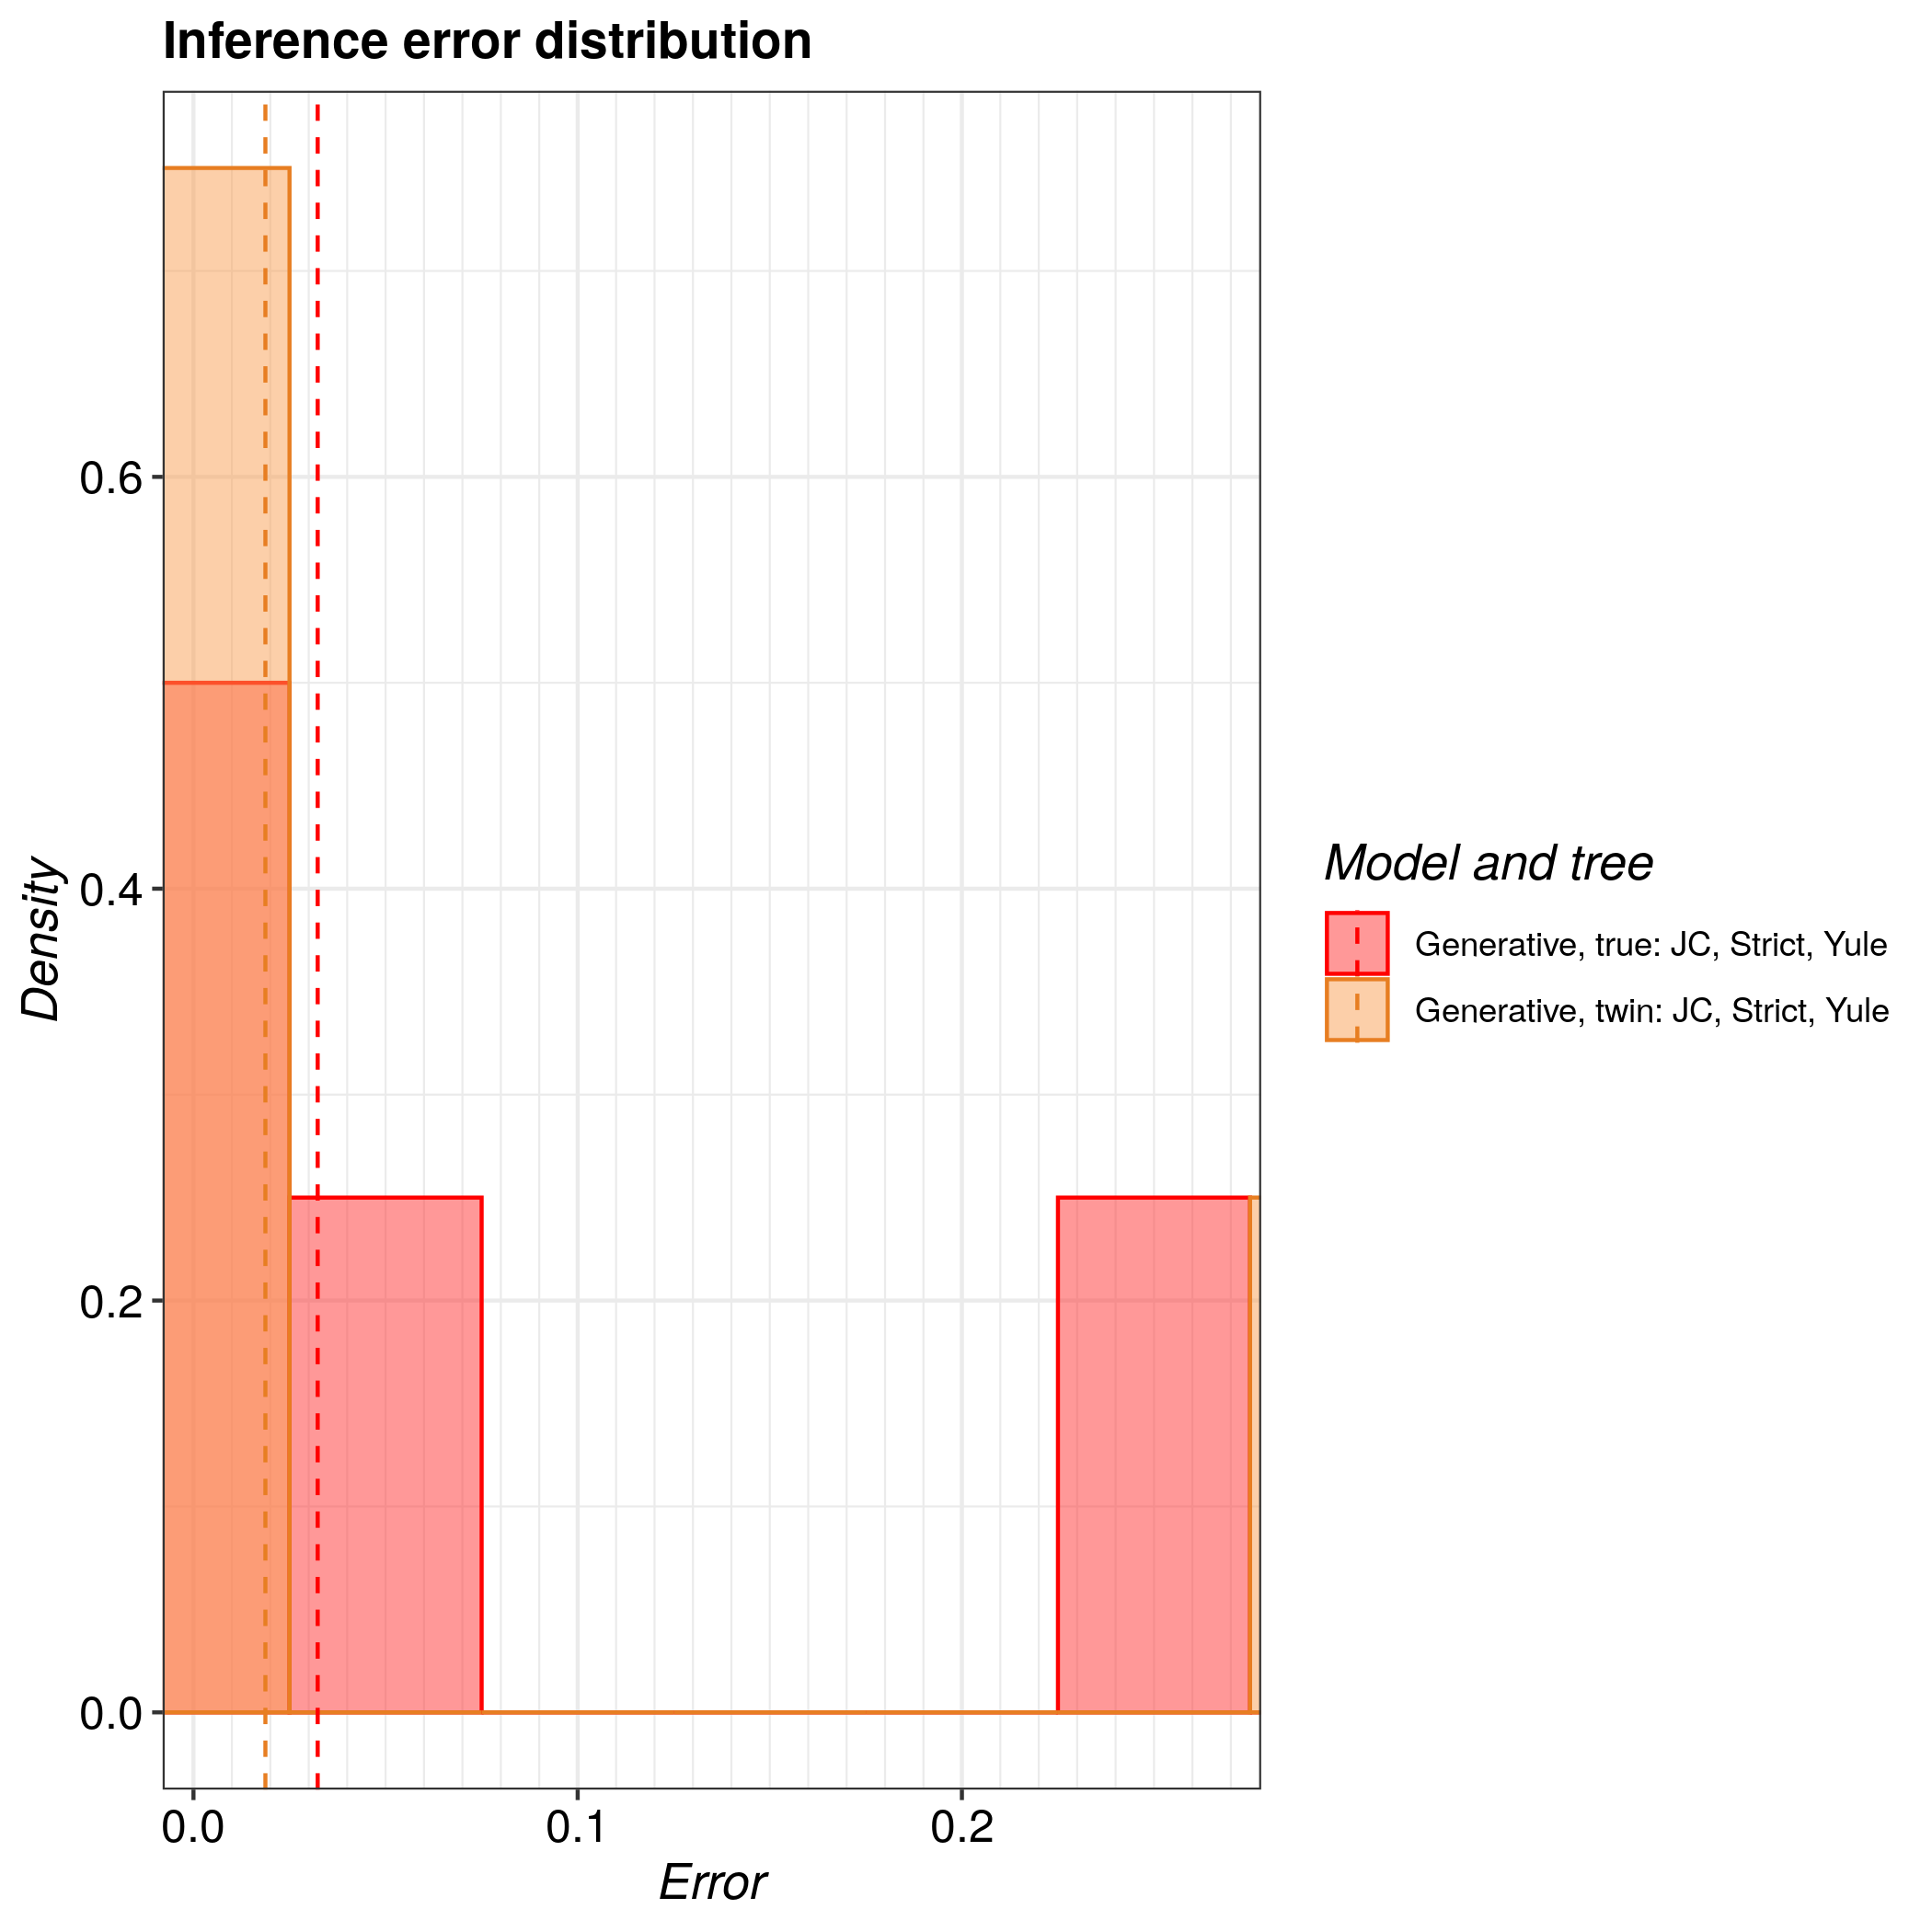 Inference error distribution
Density
0.6
0.4
0.2
0.0
0.0 0.1 0.2
Error
Model and tree
Generative, true: JC, Strict, Yule
Generative, twin: JC, Strict, Yule